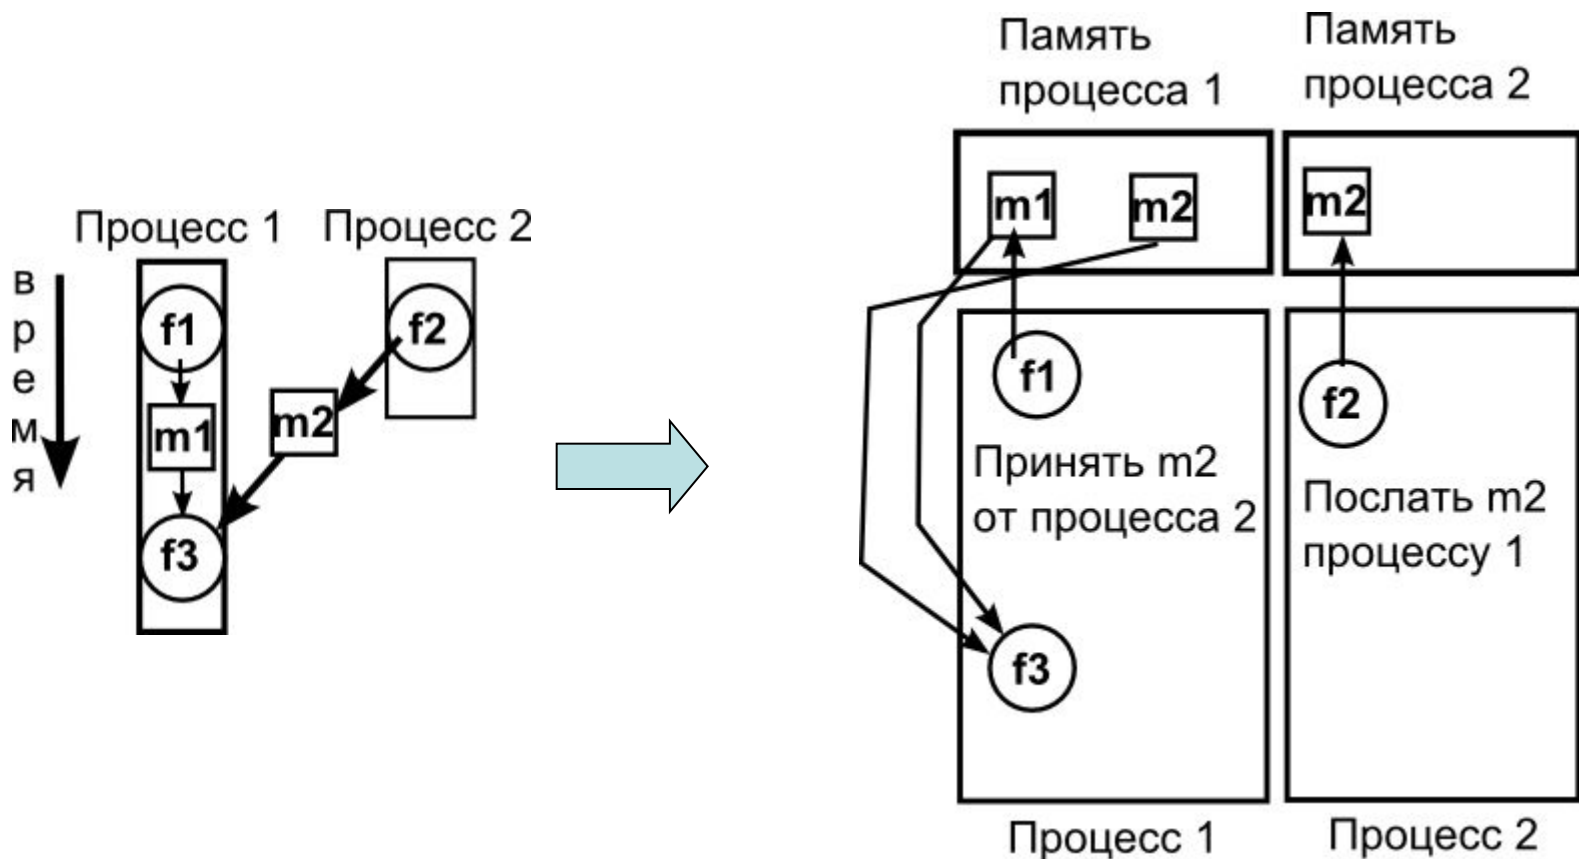 Процесс 1
Процесс 2
в
р
е
м
я
f1
f2
m1
m2
f3
Память
процесса 1
Память
процесса 2
m1
m2
m2
f1
f2
Принять m2
от процесса 2
Послать m2
процессу 1
f3
Процесс 1
Процесс 2